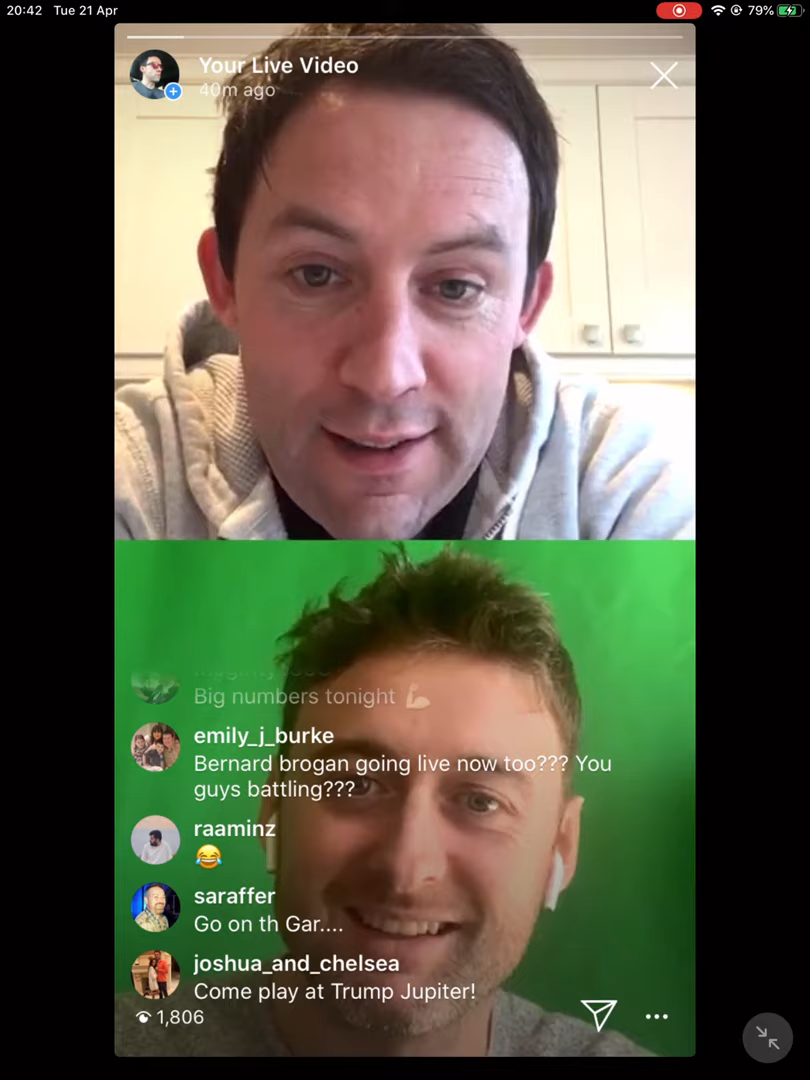 20:42 Tue 21 Apr
79%
Your Live Video
40m ago
Big numbers tonight 💪
emily_j_burke
Bernard brogan going live now too??? You
guys battling???
raaminz
😂
saraffer
Go on th Gar....
joshua_and_chelsea
Come play at Trump Jupiter!
1,806